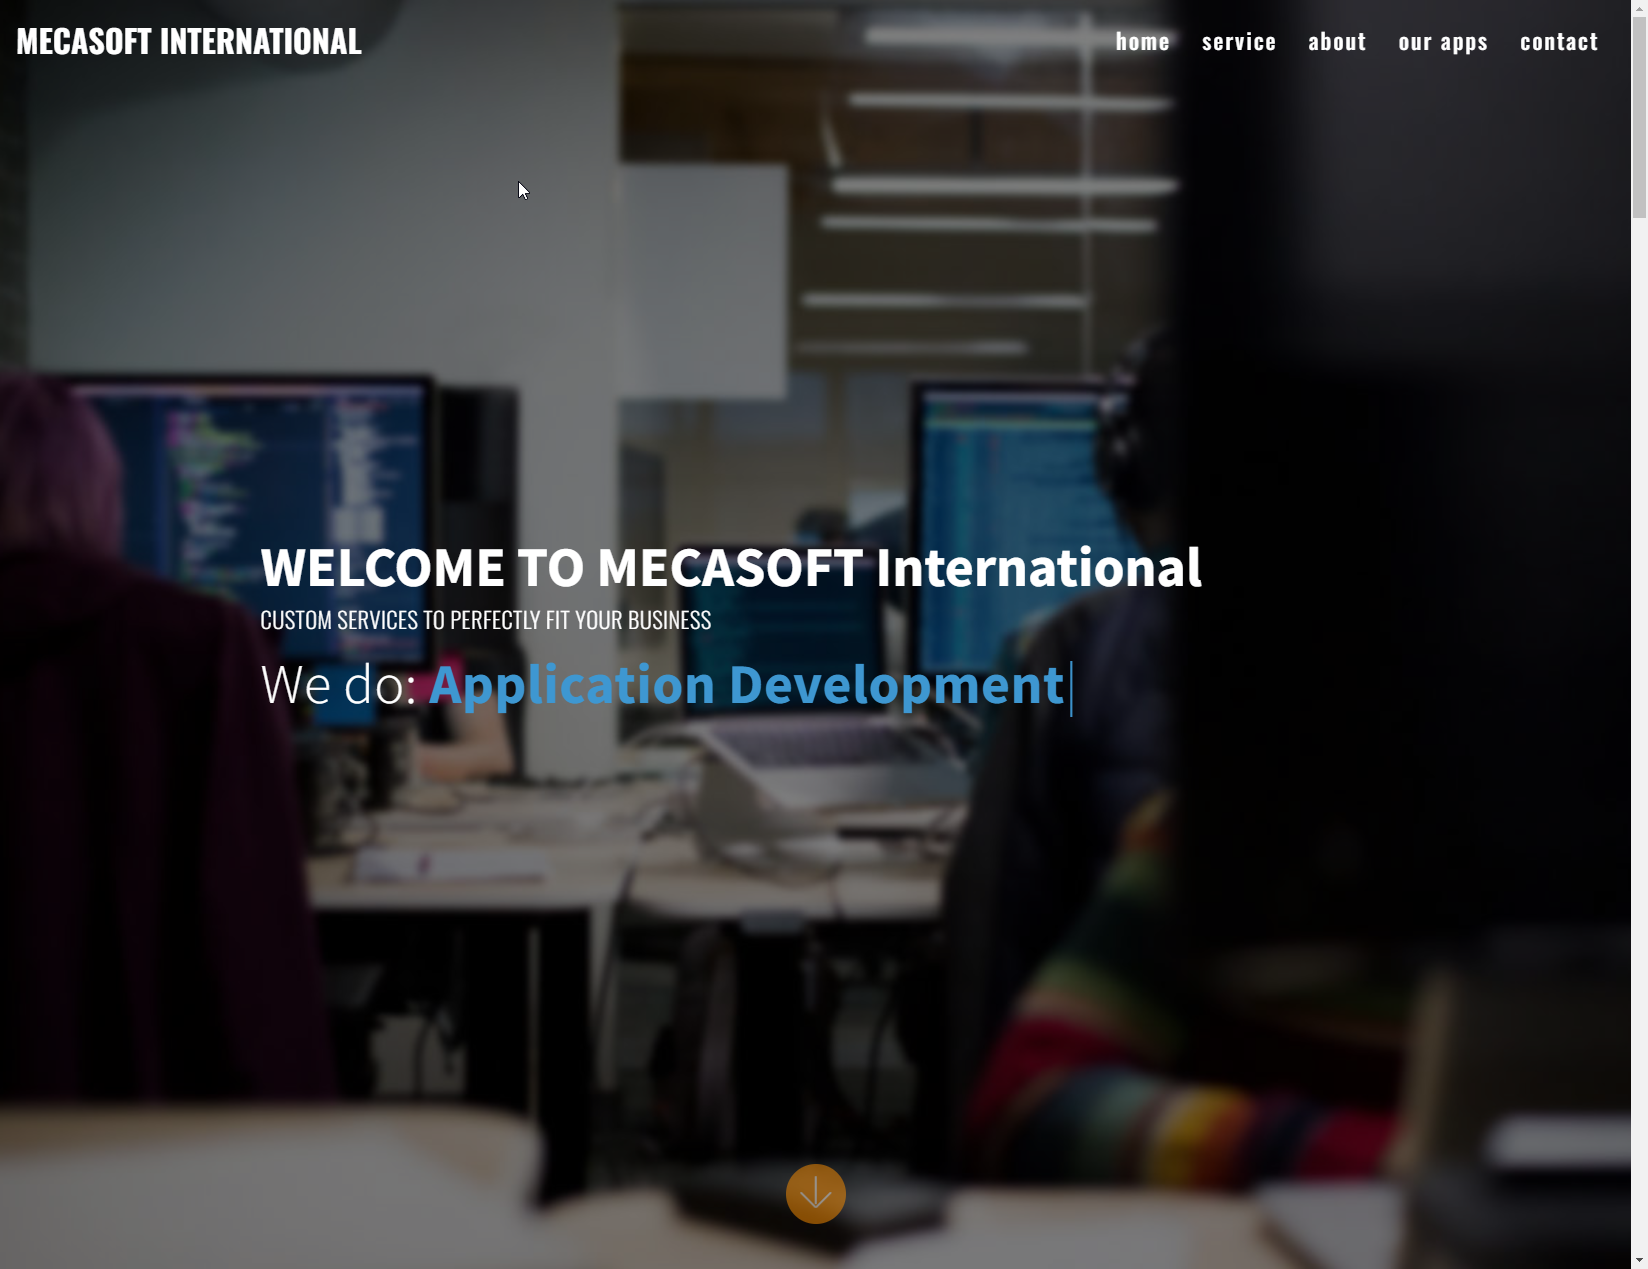 MECASOFT INTERNATIONAL
home service about our apps contact
WELCOME TO MECASOFT International
CUSTOM SERVICES TO PERFECTLY FIT YOUR BUSINESS
We do: Application Development